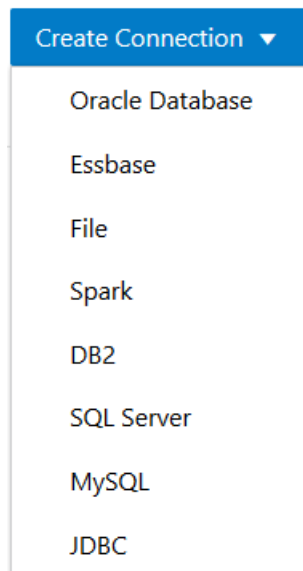 Create Connection
Oracle Database
Essbase
File
Spark
DB2
SQL Server
MySQL
JDBC